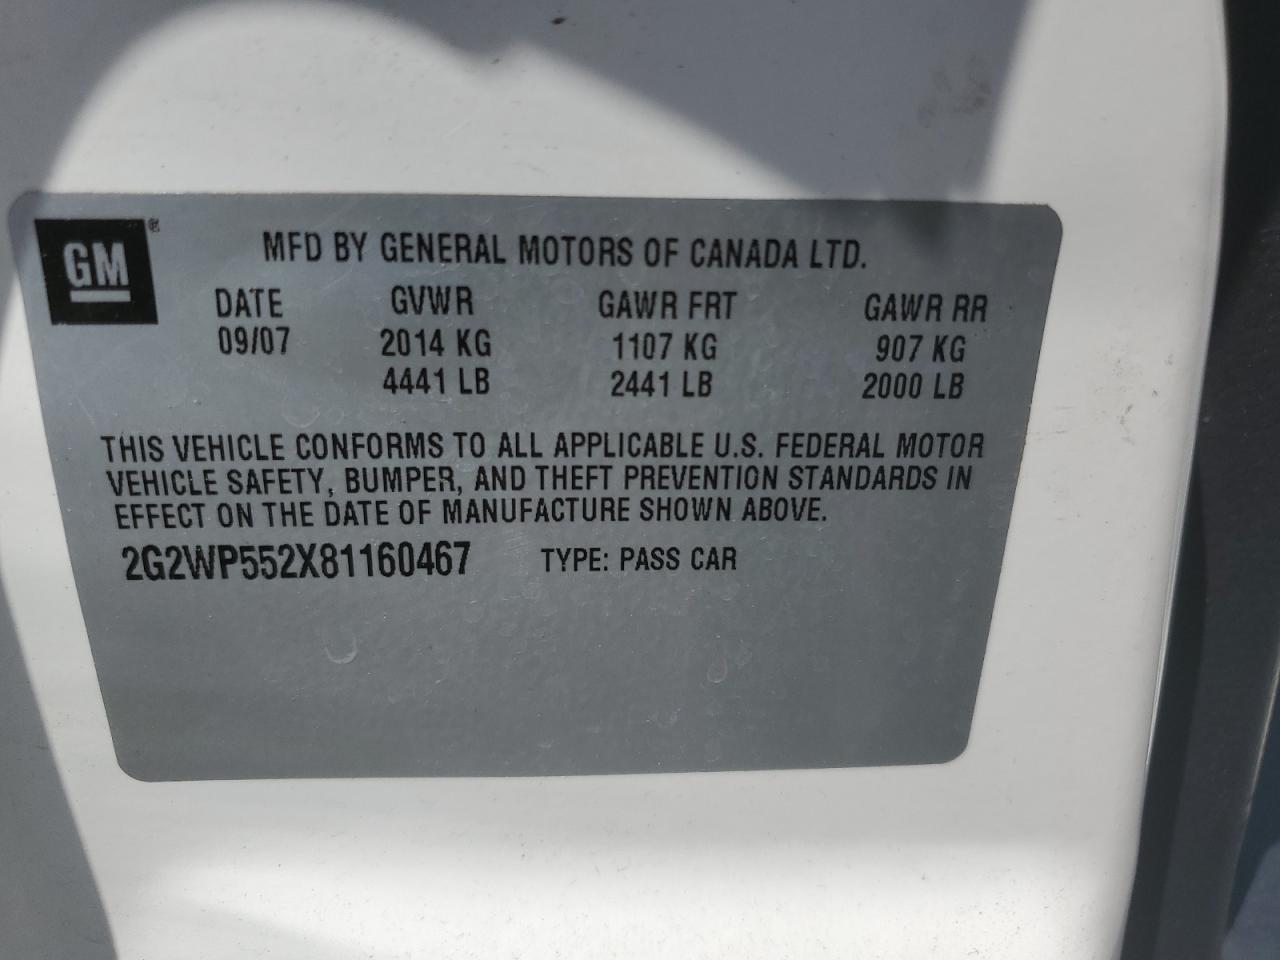 GM®
MFD BY GENERAL MOTORS OF CANADA LTD.
DATE GVWR GAWR FRT GAWR RR
09/07 2014 KG 1107 KG 907 KG
4441 LB 2441 LB 2000 LB
THIS VEHICLE CONFORMS TO ALL APPLICABLE U.S. FEDERAL MOTOR
VEHICLE SAFETY, BUMPER, AND THEFT PREVENTION STANDARDS IN
EFFECT ON THE DATE OF MANUFACTURE SHOWN ABOVE.
2G2WP552X81160467 TYPE: PASS CAR